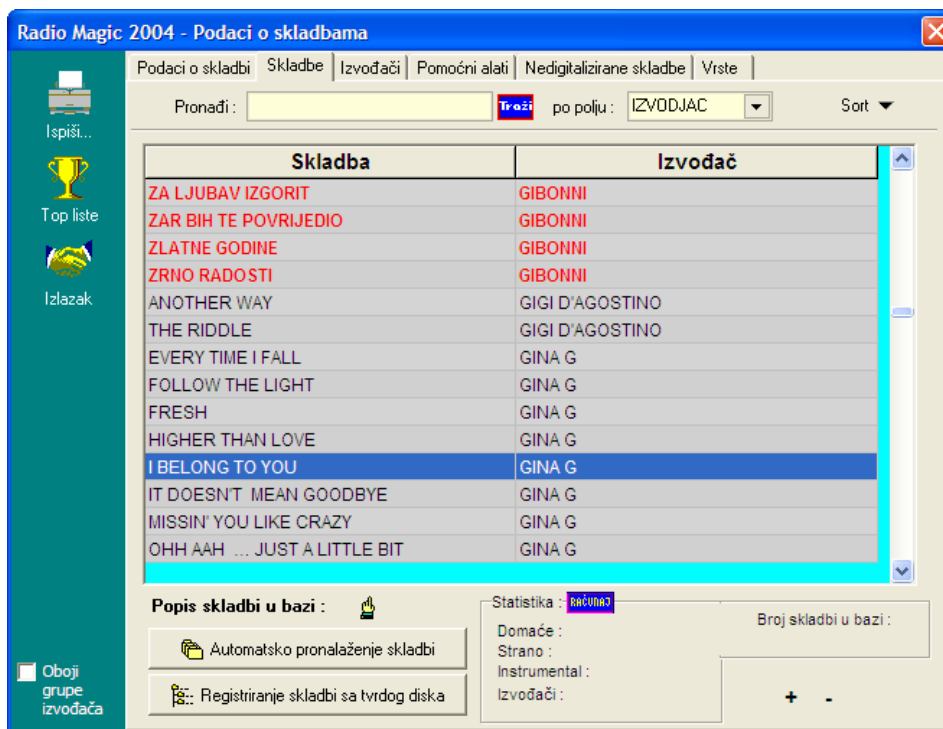 Radio Magic 2004 - Podaci o skladbama
Ispiši...
Top liste
Izlazak
Oboji
grupe
izvođača
Podaci o skladbi Skladbe Izvođači Pomoćni alati Nedigitalizirane skladbe Vrste
Pronađi : Traži po polju : IZVODJAC Sort
Skladba Izvođač
ZA LJUBAV IZGORIT GIBONNI
ZAR BIH TE POVRIJEDIO GIBONNI
ZLATNE GODINE GIBONNI
ZRNO RADOSTI GIBONNI
ANOTHER WAY GIGI D'AGOSTINO
THE RIDDLE GIGI D'AGOSTINO
EVERY TIME I FALL GINA G
FOLLOW THE LIGHT GINA G
FRESH GINA G
HIGHER THAN LOVE GINA G
I BELONG TO YOU GINA G
IT DOESN'T MEAN GOODBYE GINA G
MISSIN' YOU LIKE CRAZY GINA G
OHH AAH ... JUST A LITTLE BIT GINA G
Popis skladbi u bazi :
Automatsko pronalaženje skladbi
Registriranje skladbi sa tvrdog diska
Statistika : RAČUNAJ
Domaće :
Strano :
Instrumental :
Izvođači :
Broj skladbi u bazi :
+ -